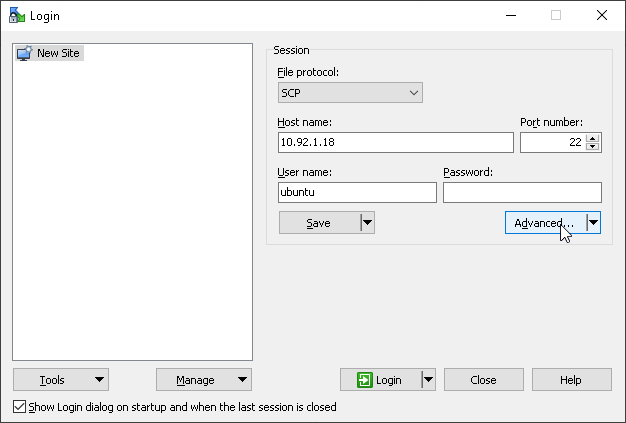 Login
New Site
Session
File protocol:
SCP
Host name:
Port number:
10.92.1.18
22
User name:
Password:
ubuntu
Save
Advanced...
Tools
Manage
Login
Close
Help
Show Login dialog on startup and when the last session is closed